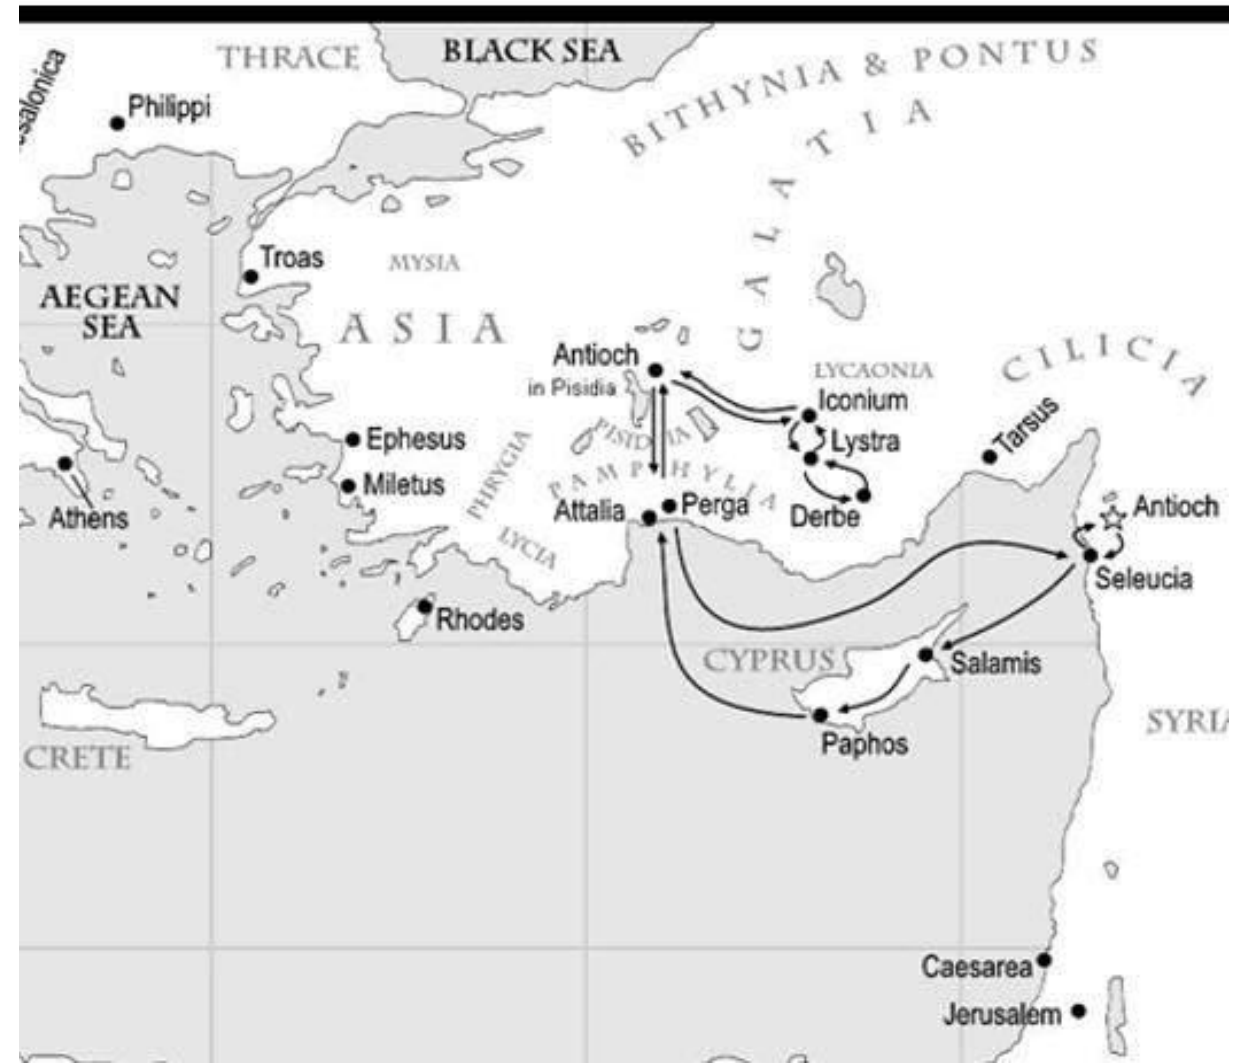 THRACE
BLACK SEA
BITHYNIA & PONTUS
GALATIA
Philippi
Troas
MYSIA
AEGEAN
SEA
ASIA
Antioch
in Pisidia
LYCAONIA
CILICIA
Iconium
Lystra
Tarsus
Ephesus
PISIDIA
PHRYGIA
PAMPHYLIA
Miletus
Athens
Attalia
Perga
Derbe
Antioch
LYCIA
Seleucia
Rhodes
CYPRUS
Salamis
SYRIA
Paphos
CRETE
Caesarea
Jerusalem